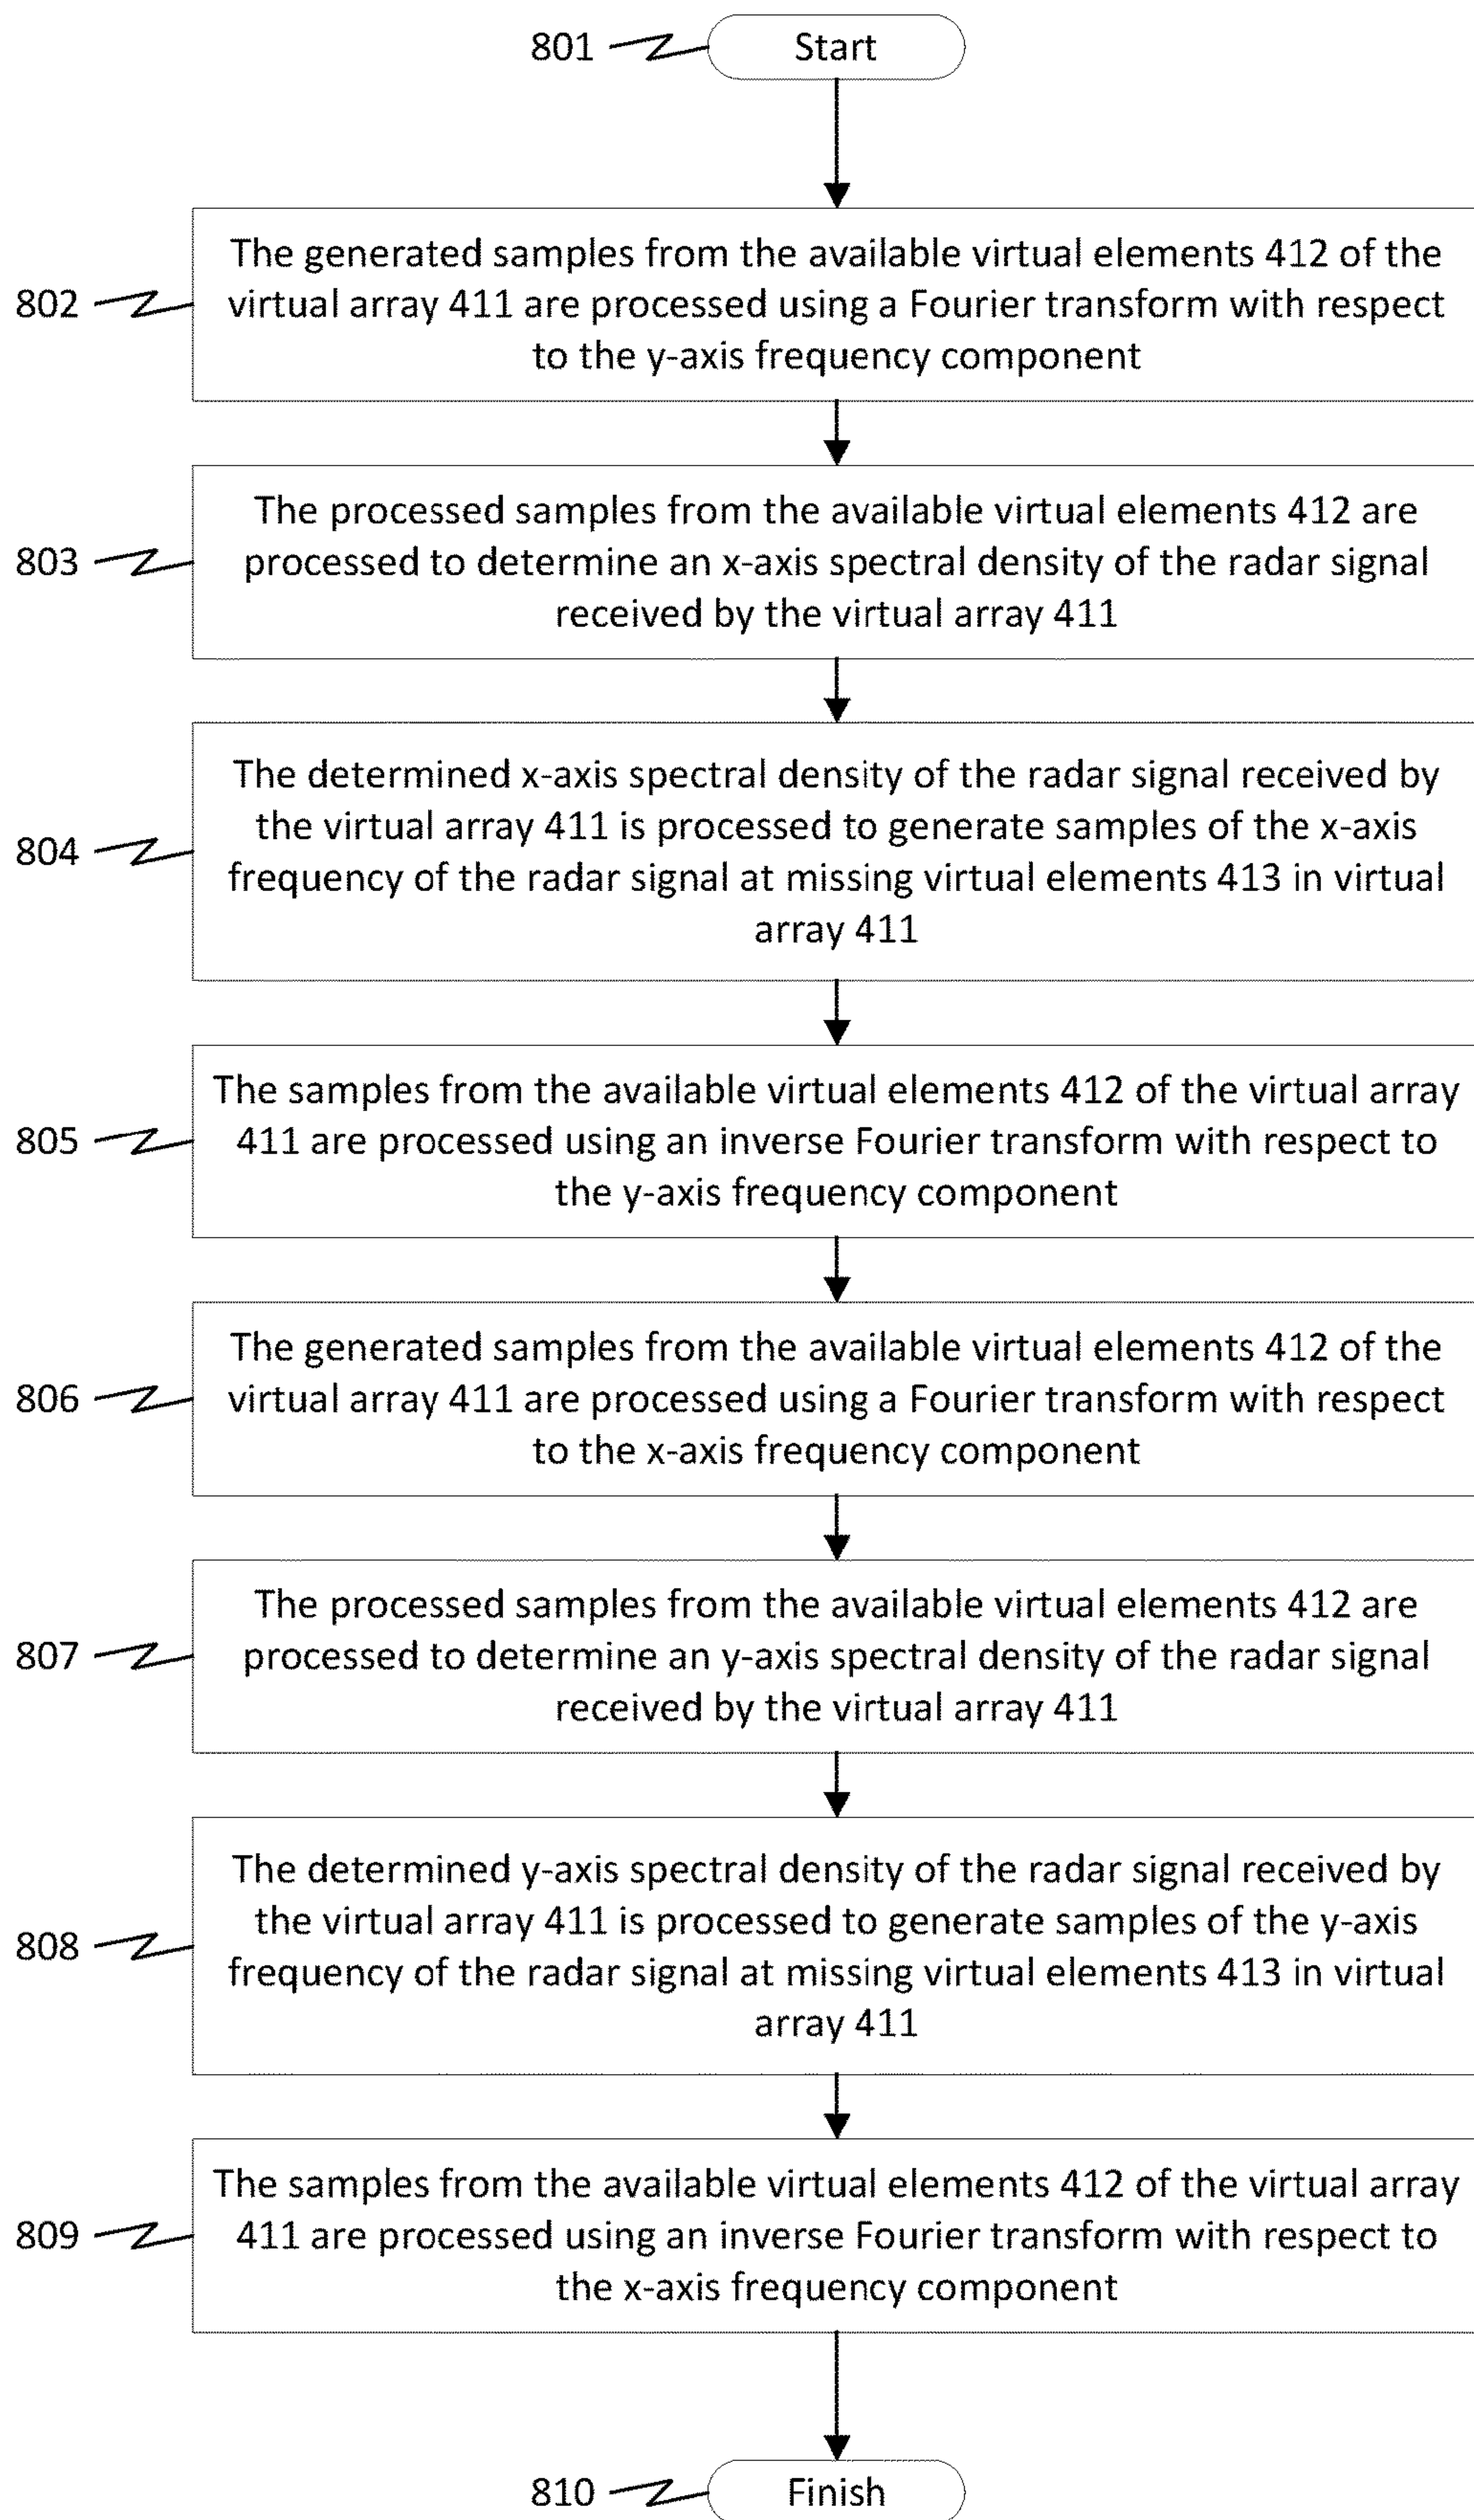 801
Start
802
The generated samples from the available virtual elements 412 of the
virtual array 411 are processed using a Fourier transform with respect
to the y-axis frequency component
803
The processed samples from the available virtual elements 412 are
processed to determine an x-axis spectral density of the radar signal
received by the virtual array 411
804
The determined x-axis spectral density of the radar signal received by
the virtual array 411 is processed to generate samples of the x-axis
frequency of the radar signal at missing virtual elements 413 in virtual
array 411
805
The samples from the available virtual elements 412 of the virtual array
411 are processed using an inverse Fourier transform with respect to
the y-axis frequency component
806
The generated samples from the available virtual elements 412 of the
virtual array 411 are processed using a Fourier transform with respect
to the x-axis frequency component
807
The processed samples from the available virtual elements 412 are
processed to determine an y-axis spectral density of the radar signal
received by the virtual array 411
808
The determined y-axis spectral density of the radar signal received by
the virtual array 411 is processed to generate samples of the y-axis
frequency of the radar signal at missing virtual elements 413 in virtual
array 411
809
The samples from the available virtual elements 412 of the virtual array
411 are processed using an inverse Fourier transform with respect to
the x-axis frequency component
810
Finish